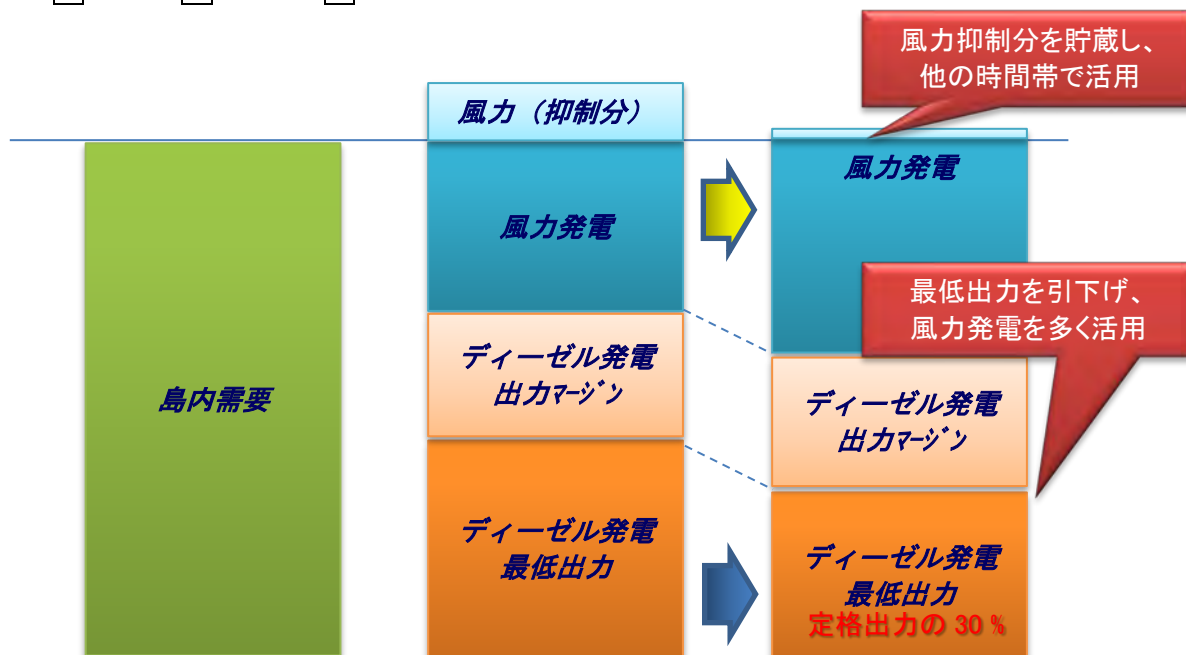 風力抑制分を貯蔵し、
他の時間帯で活用
風力（抑制分）
風力発電
風力発電
最低出力を引下げ、
風力発電を多く活用
島内需要
ディーゼル発電
出力ﾏｰｼﾞﾝ
ディーゼル発電
出力ﾏｰｼﾞﾝ
ディーゼル発電
最低出力
ディーゼル発電
最低出力
定格出力の 30 %